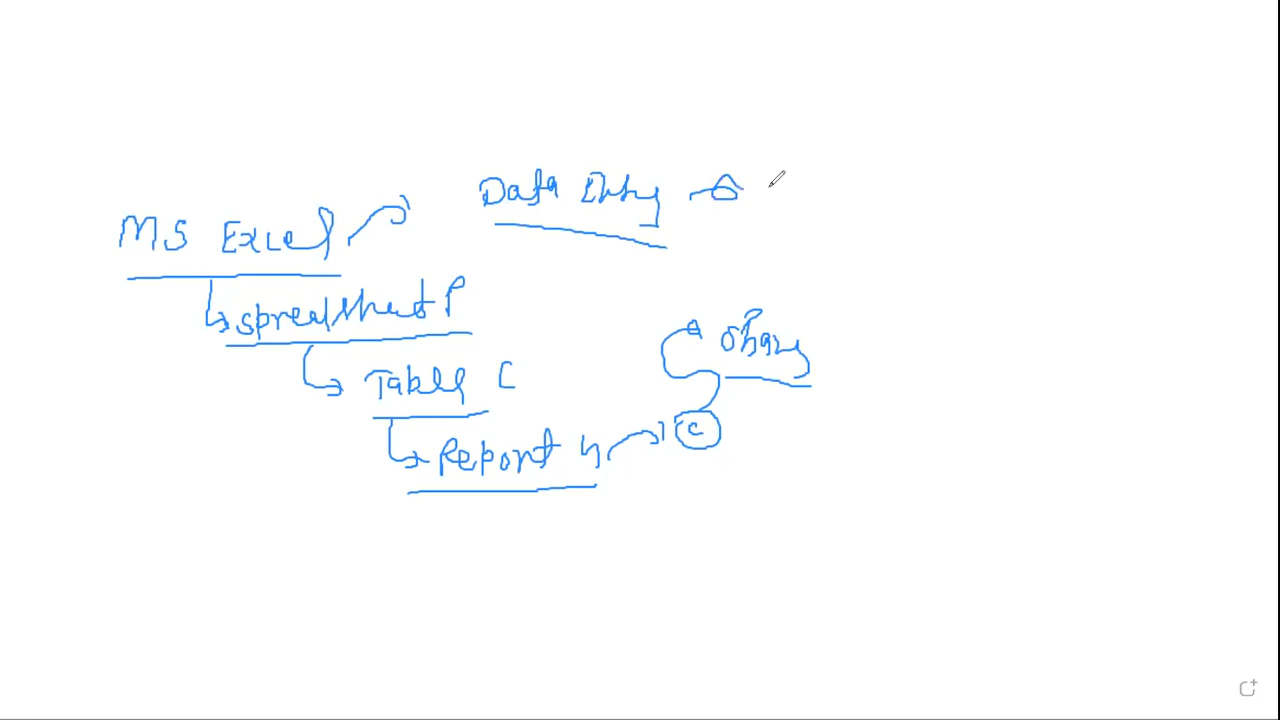 Data Entry
MS Excel
Spreadsheet P
Table C
Share
Report
C